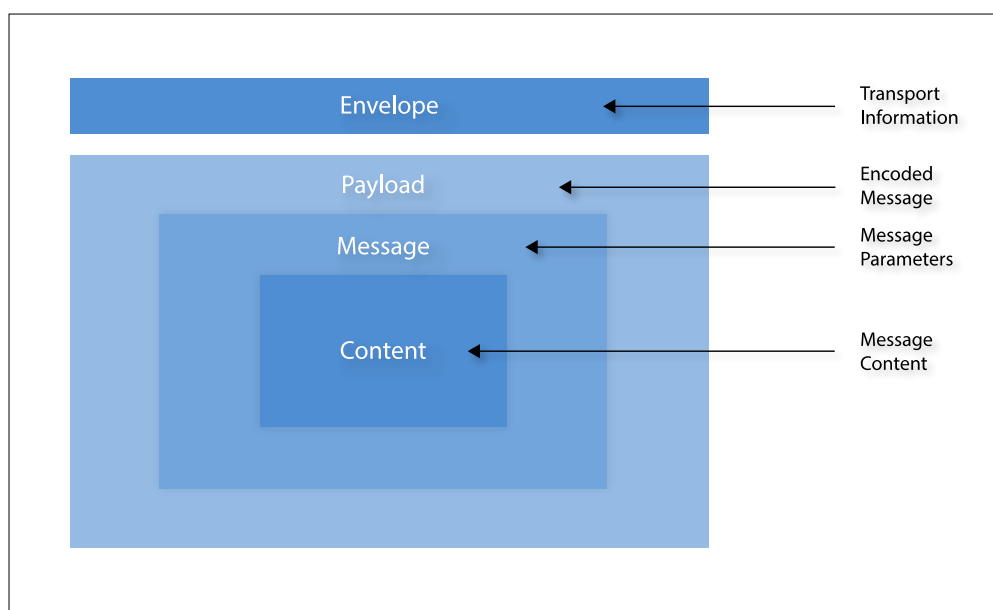 Envelope
Transport
Information
Payload
Encoded
Message
Message
Message
Parameters
Content
Message
Content